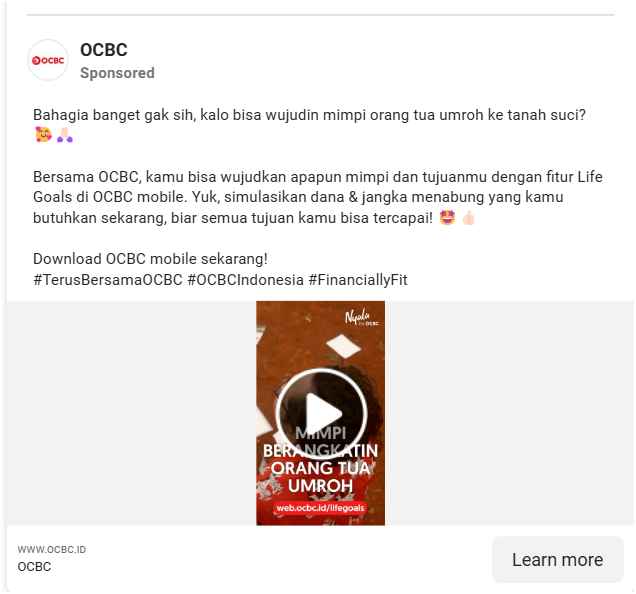 OCBC
OCBC
Sponsored
Bahagia banget gak sih, kalo bisa wujudin mimpi orang tua umroh ke tanah suci?
🥰🙏🏻
Bersama OCBC, kamu bisa wujudkan apapun mimpi dan tujuanmu dengan fitur Life
Goals di OCBC mobile. Yuk, simulasikan dana & jangka menabung yang kamu
butuhkan sekarang, biar semua tujuan kamu bisa tercapai! 🤩👍🏻
Download OCBC mobile sekarang!
#TerusBersamaOCBC #OCBCIndonesia #FinanciallyFit
Nyala
by OCBC
MIMPI
BERANGKATIN
ORANG TUA
UMROH
web.ocbc.id/lifegoals
WWW.OCBC.ID
OCBC
Learn more